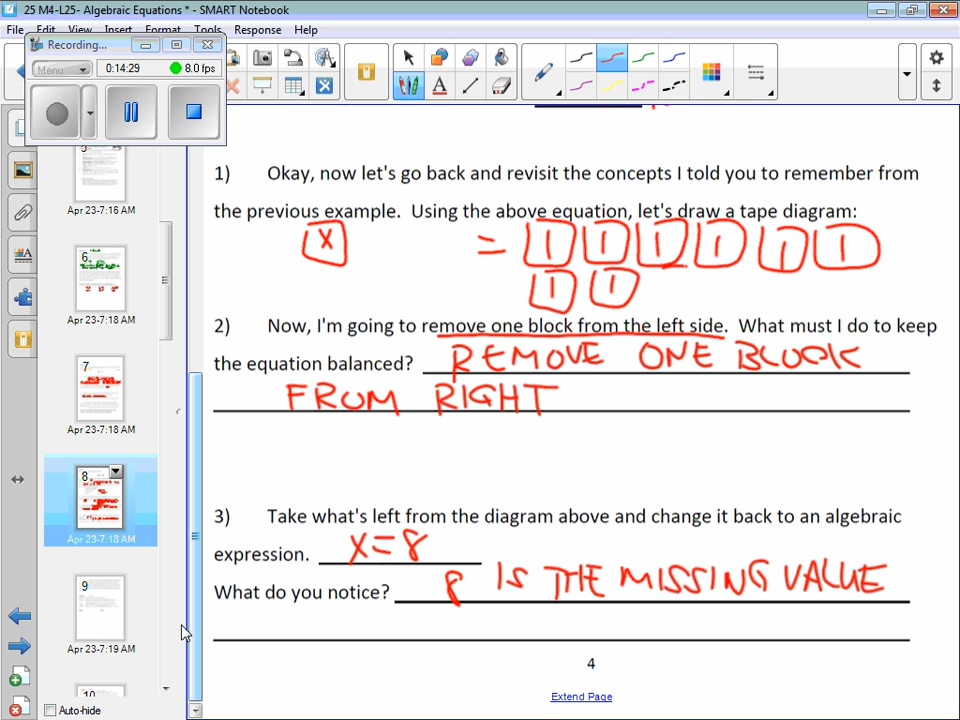 25 M4-L25- Algebraic Equations * - SMART Notebook
File Edit View Insert Format Tools Response Help
Recording...
Menu 0:14:29 8.0 fps
1) Okay, now let's go back and revisit the concepts I told you to remember from
the previous example. Using the above equation, let's draw a tape diagram:
X = 1 1 1 1 1 1
1 1
2) Now, I'm going to remove one block from the left side. What must I do to keep
the equation balanced? REMOVE ONE BLOCK
FROM RIGHT
3) Take what's left from the diagram above and change it back to an algebraic
expression. X=8
What do you notice? 8 IS THE MISSING VALUE
4
Extend Page
Apr 23-7:16 AM
6
Apr 23-7:18 AM
7
Apr 23-7:18 AM
8
Apr 23-7:18 AM
9
Apr 23-7:19 AM
10
Auto-hide